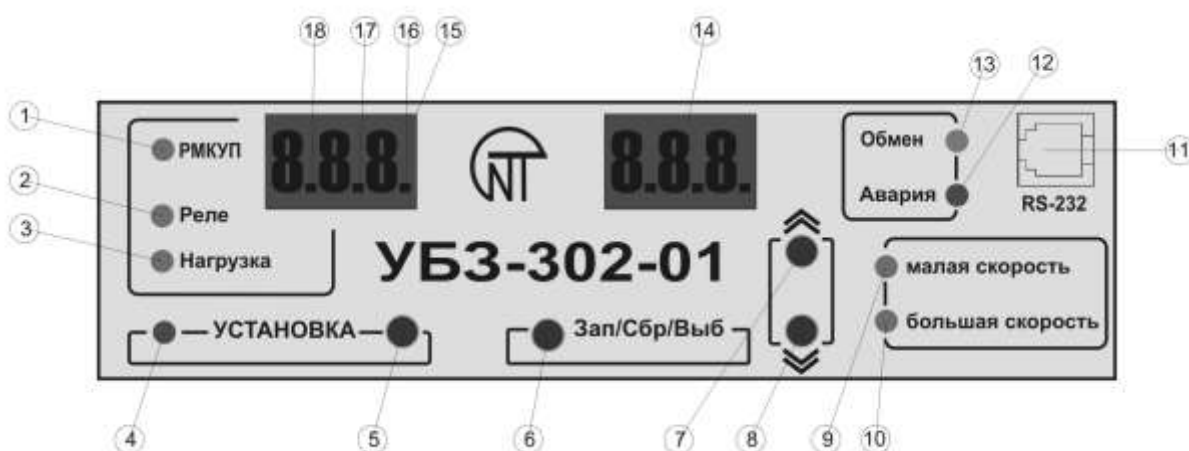 18 17 16 15 14
13 12
1 РМКУП 8.8.8. NT 8.8.8. Обмен 11
2 Реле Авария RS-232
3 Нагрузка УБЗ-302-01 малая скорость
УСТАНОВКА Зап/Сбр/Выб большая скорость
4 5 6 7 8 9 10